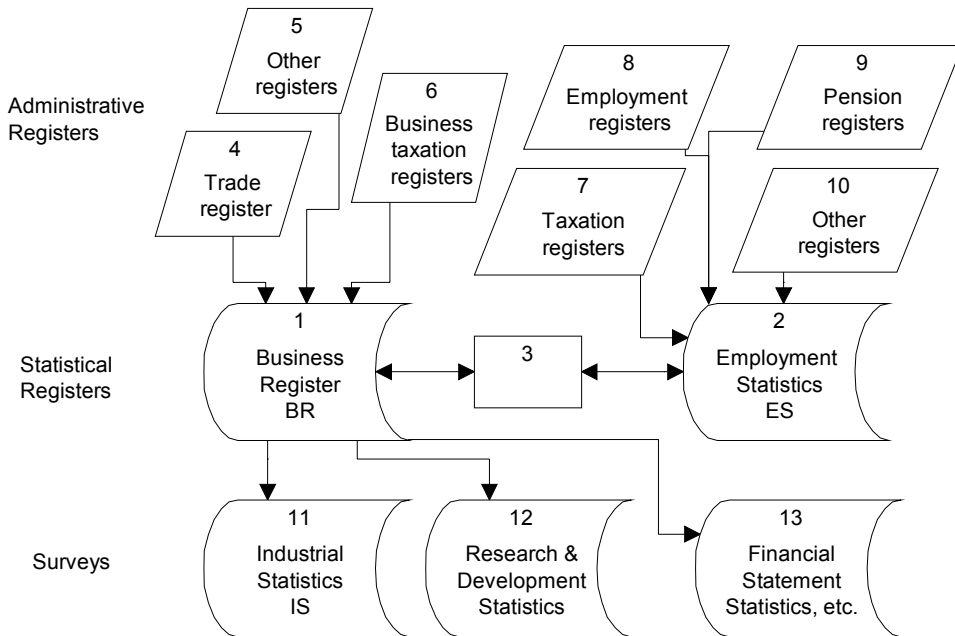 Administrative
Registers
5
Other
registers
4
Trade
register
6
Business
taxation
registers
8
Employment
registers
9
Pension
registers
7
Taxation
registers
10
Other
registers
Statistical
Registers
1
Business
Register
BR
3
2
Employment
Statistics
ES
Surveys
11
Industrial
Statistics
IS
12
Research &
Development
Statistics
13
Financial
Statement
Statistics, etc.